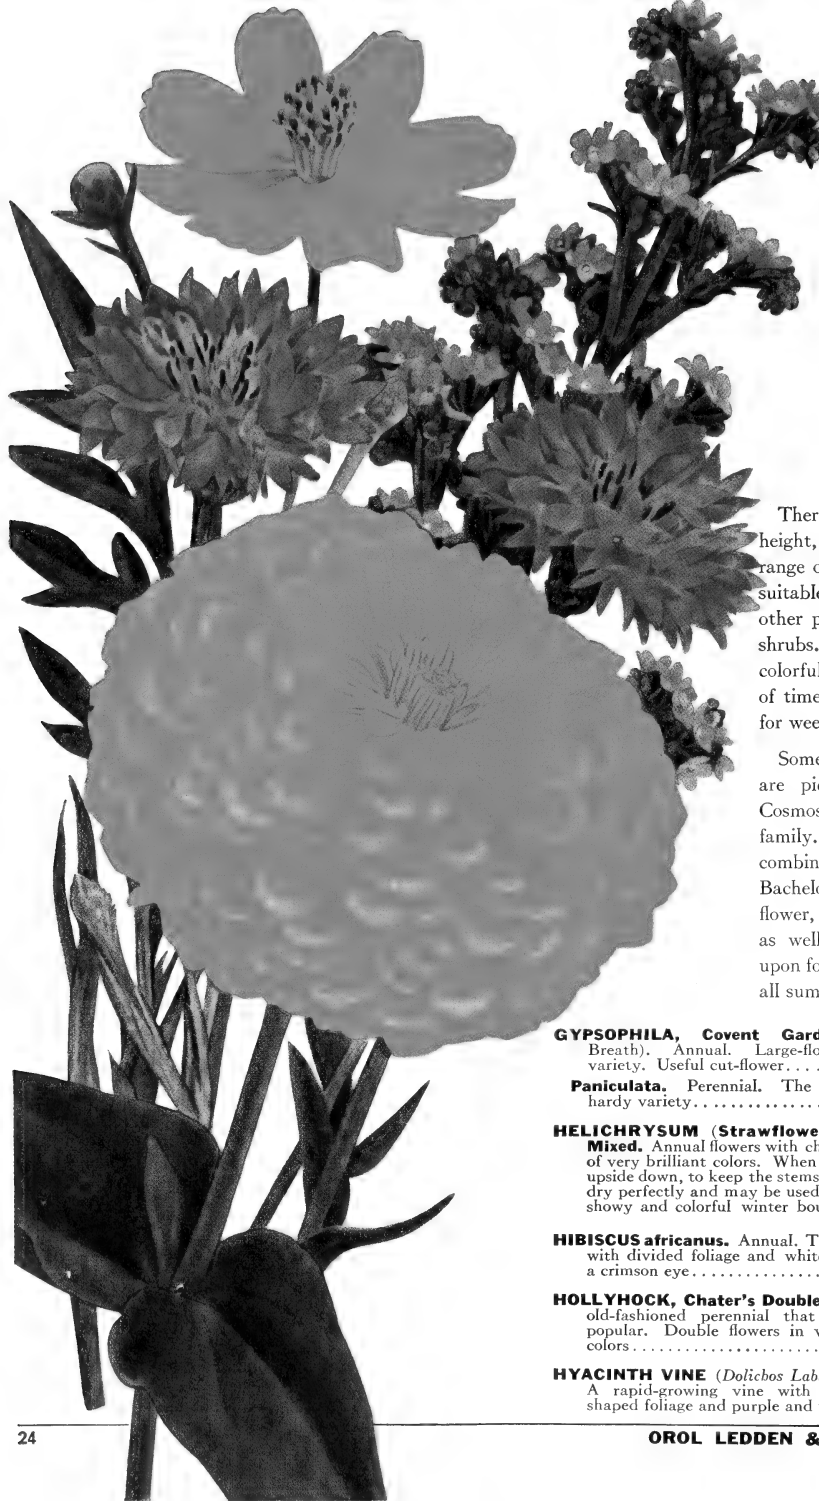 Ther
height,
range o
suitable
other p
shrubs.
colorful
of time
for wee
Some
are pic
Cosmos
family.
combin
Bachelo
flower,
as well
upon fo
all sum
GYPSOPHILA, Covent Gard
Breath). Annual. Large-flo
variety. Useful cut-flower....
Paniculata. Perennial. The
hardy variety..............
HELICHRYSUM (Strawflowe
Mixed. Annual flowers with ch
of very brilliant colors. When
upside down, to keep the stems
dry perfectly and may be used
showy and colorful winter bou
HIBISCUS africanus. Annual. T
with divided foliage and white
a crimson eye...............
HOLLYHOCK, Chater's Double
old-fashioned perennial that
popular. Double flowers in v
colors.....................
HYACINTH VINE (Dolichos Lab
A rapid-growing vine with
shaped foliage and purple and
24
OROL LEDDEN &